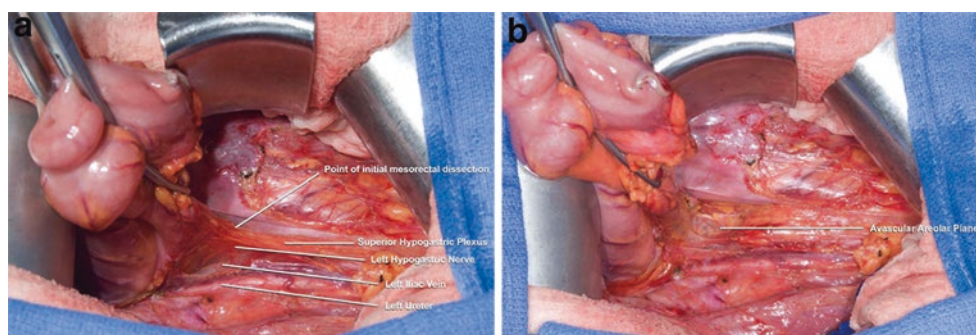 a
Point of initial mesorectal dissection
Superior Hypogastric Plexus
Left Hypogastric Nerve
Left Iliac Vein
Left Ureter
b
Avascular Areolar Plane